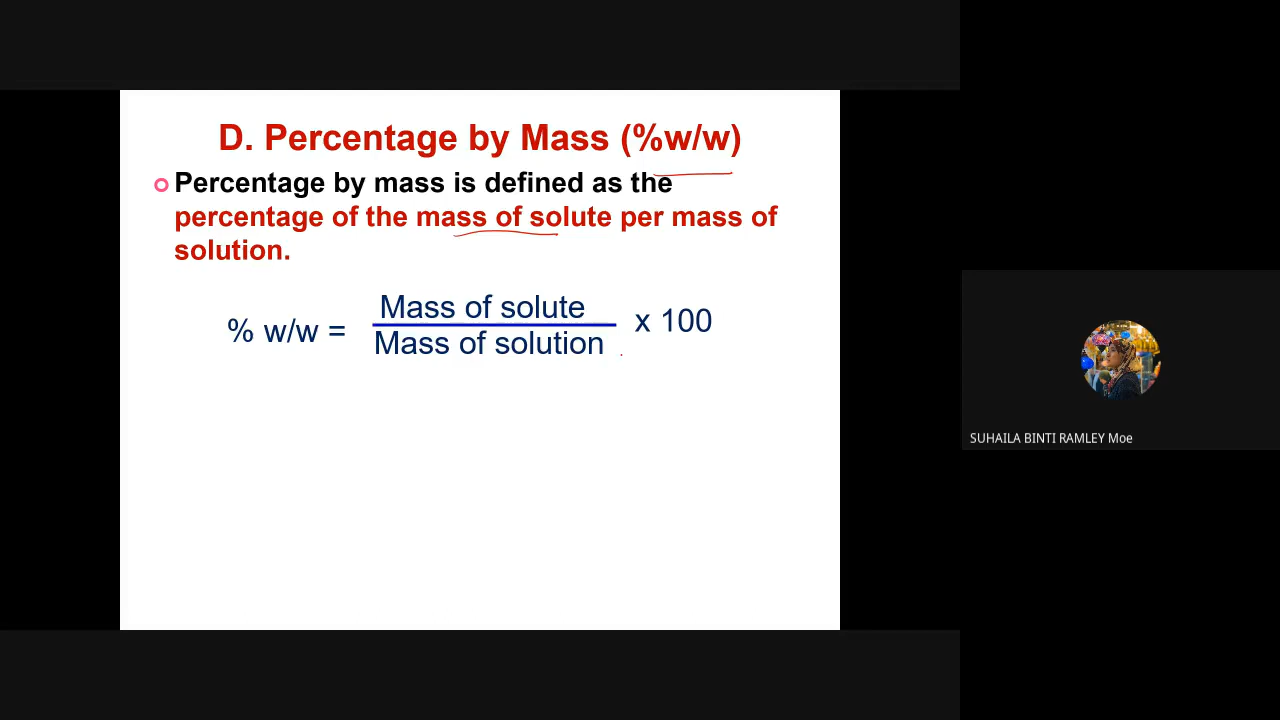 D. Percentage by Mass (%w/w)
Percentage by mass is defined as the
percentage of the mass of solute per mass of
solution.
% w/w = Mass of solute x 100
Mass of solution
SUHAILA BINTI RAMLEY Moe